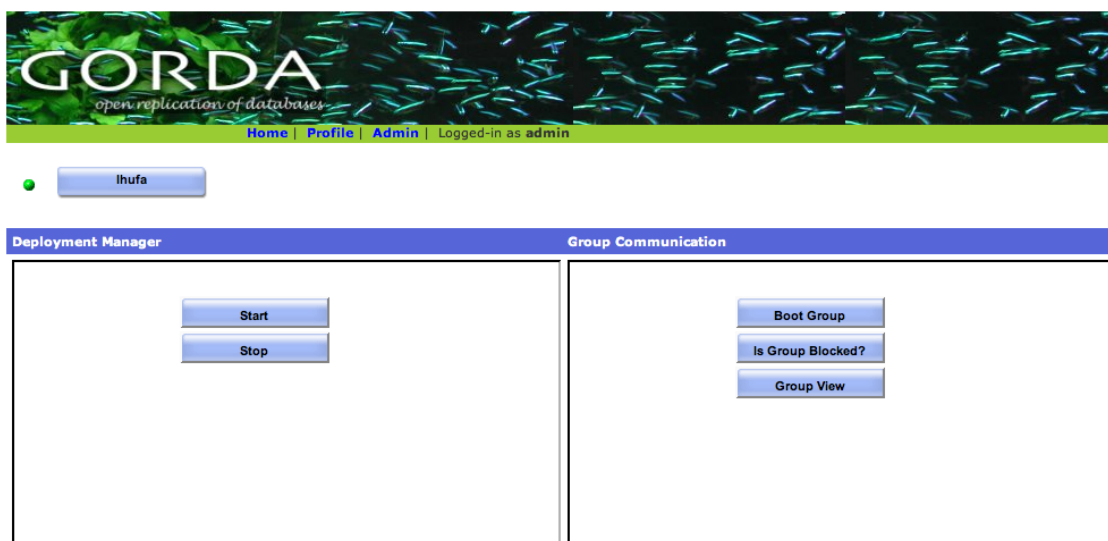 GORDA
open replication of databases
Home | Profile | Admin | Logged-in as admin
lhufa
Deployment Manager
Group Communication
Start
Stop
Boot Group
Is Group Blocked?
Group View